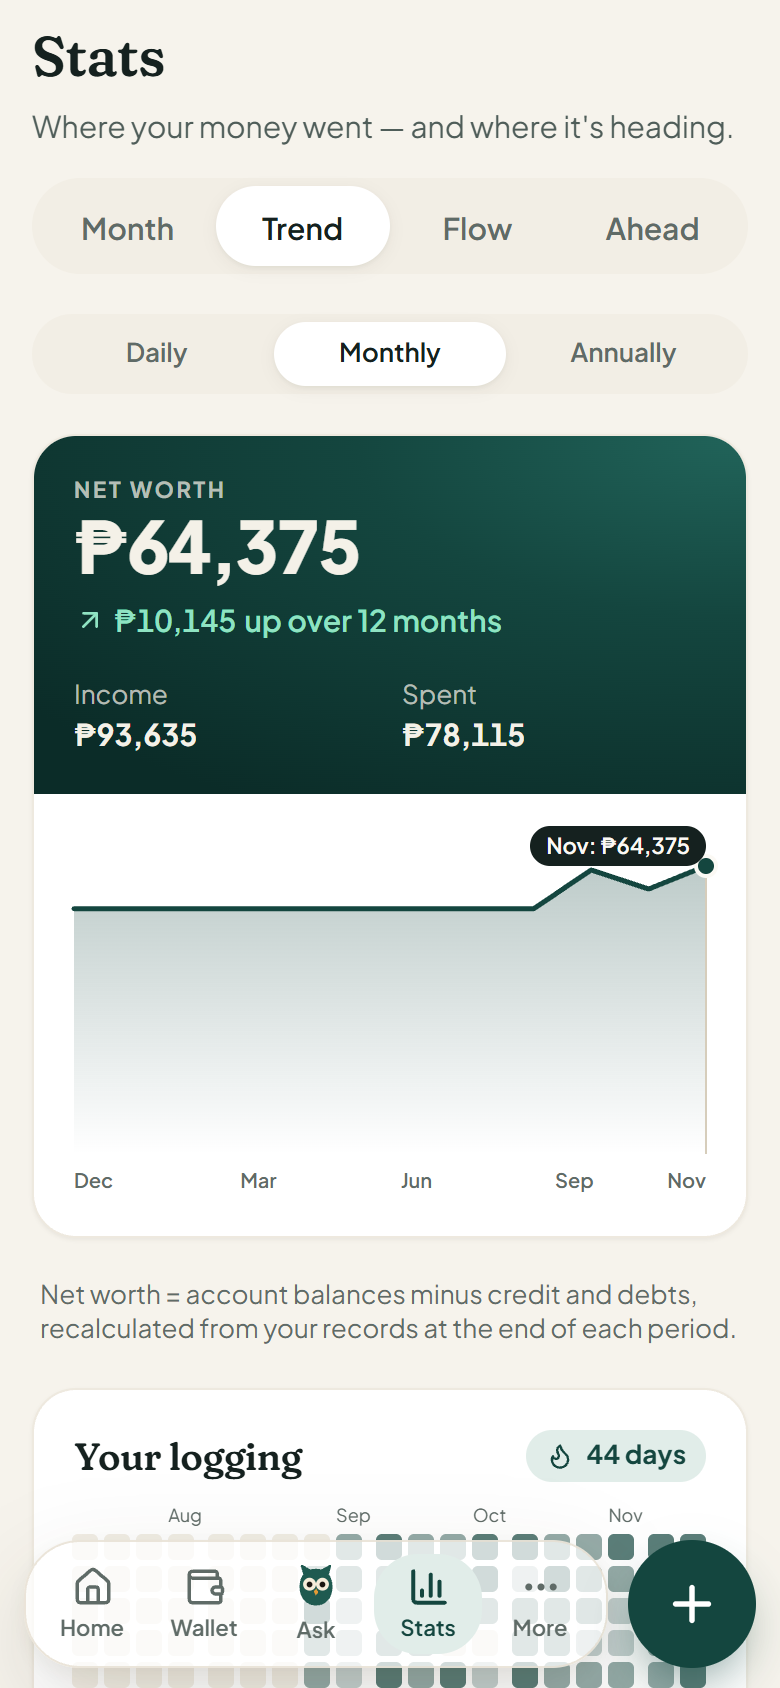 Stats
Where your money went — and where it's heading.
Month Trend Flow Ahead
Daily Monthly Annually
NET WORTH
₱64,375
₱10,145 up over 12 months
Income Spent
₱93,635 ₱78,115
Nov: ₱64,375
Dec Mar Jun Sep Nov
Net worth = account balances minus credit and debts,
recalculated from your records at the end of each period.
Your logging 44 days
Aug Sep Oct Nov
Home Wallet Ask Stats More